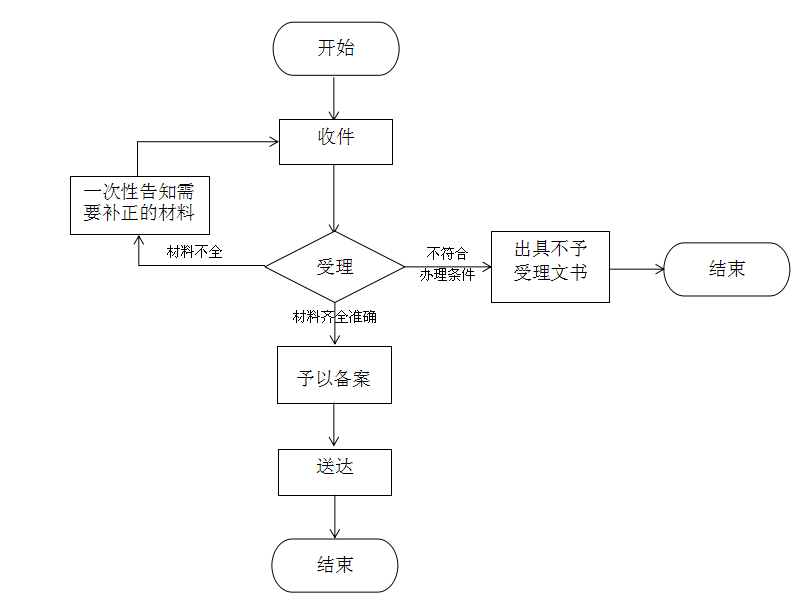 开始
收件
一次性告知需
要补正的材料
材料不全
受理
不符合
办理条件
出具不予
受理文书
结束
材料齐全准确
予以备案
送达
结束